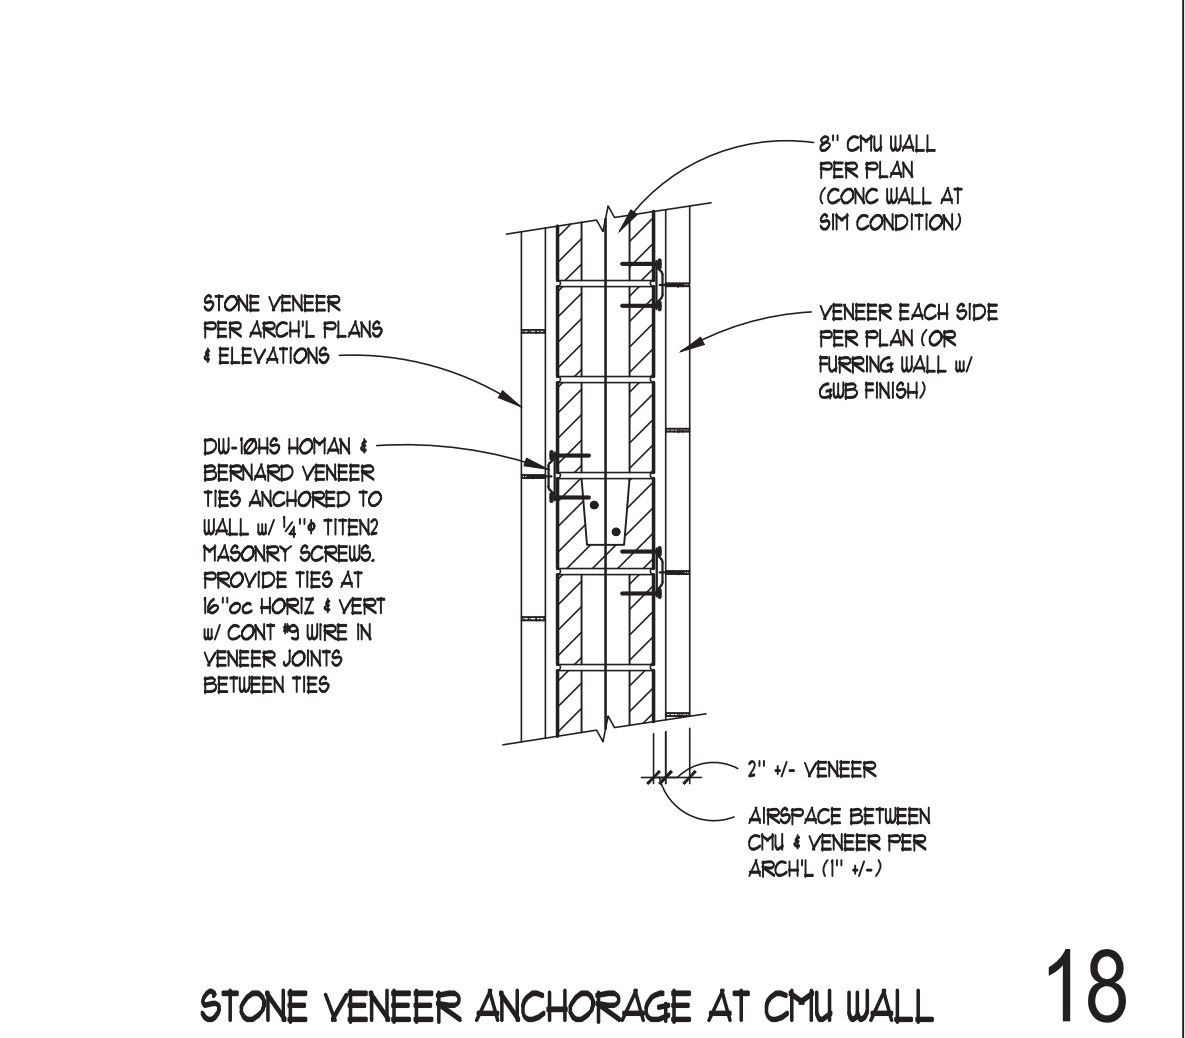 8" CMU WALL
PER PLAN
(CONC WALL AT
SIM CONDITION)
STONE VENEER
PER ARCH'L PLANS
& ELEVATIONS
VENEER EACH SIDE
PER PLAN (OR
FURRING WALL w/
GWB FINISH)
DW-10HS HOMAN &
BERNARD VENEER
TIES ANCHORED TO
WALL w/ ¼"ϕ TITEN2
MASONRY SCREWS.
PROVIDE TIES AT
16"oc HORIZ & VERT
w/ CONT #9 WIRE IN
VENEER JOINTS
BETWEEN TIES
2" +/- VENEER
AIRSPACE BETWEEN
CMU & VENEER PER
ARCH'L (1" +/-)
STONE VENEER ANCHORAGE AT CMU WALL
18